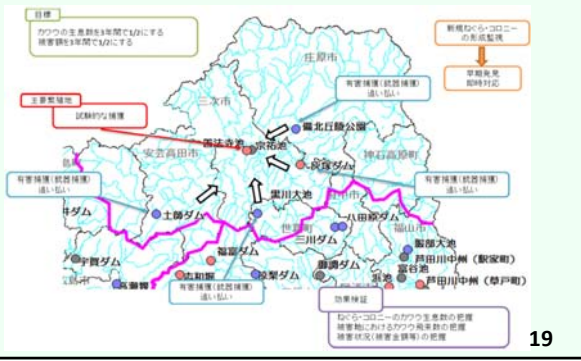 目標
カワウの生息数を3年間で1/2にする
被害額を3年間で1/2にする
新規ねぐら・コロニー
の形成監視
早期発見
即時対応
庄原市
有害捕獲(銃器捕獲)
追い払い
主要繁殖地
試験的な捕獲
三次市
備北丘陵公園
宗祐池
安芸高田市
神石高原町
有害捕獲(銃器捕獲)
追い払い
有害捕獲(銃器捕獲)
追い払い
黒川大池
土師ダム
府中市
世羅町
八田原ダム
福山市
三川ダム
服部大池
福富ダム
宇賀ダム
御調ダム
芦田川中州(駅家町)
富谷池
芦田川中州(草戸町)
有害捕獲(銃器捕獲)
追い払い
効果検証
ねぐら・コロニーのカワウ生息数の把握
被害地におけるカワウ飛来数の把握
被害状況(被害金額等)の把握
19